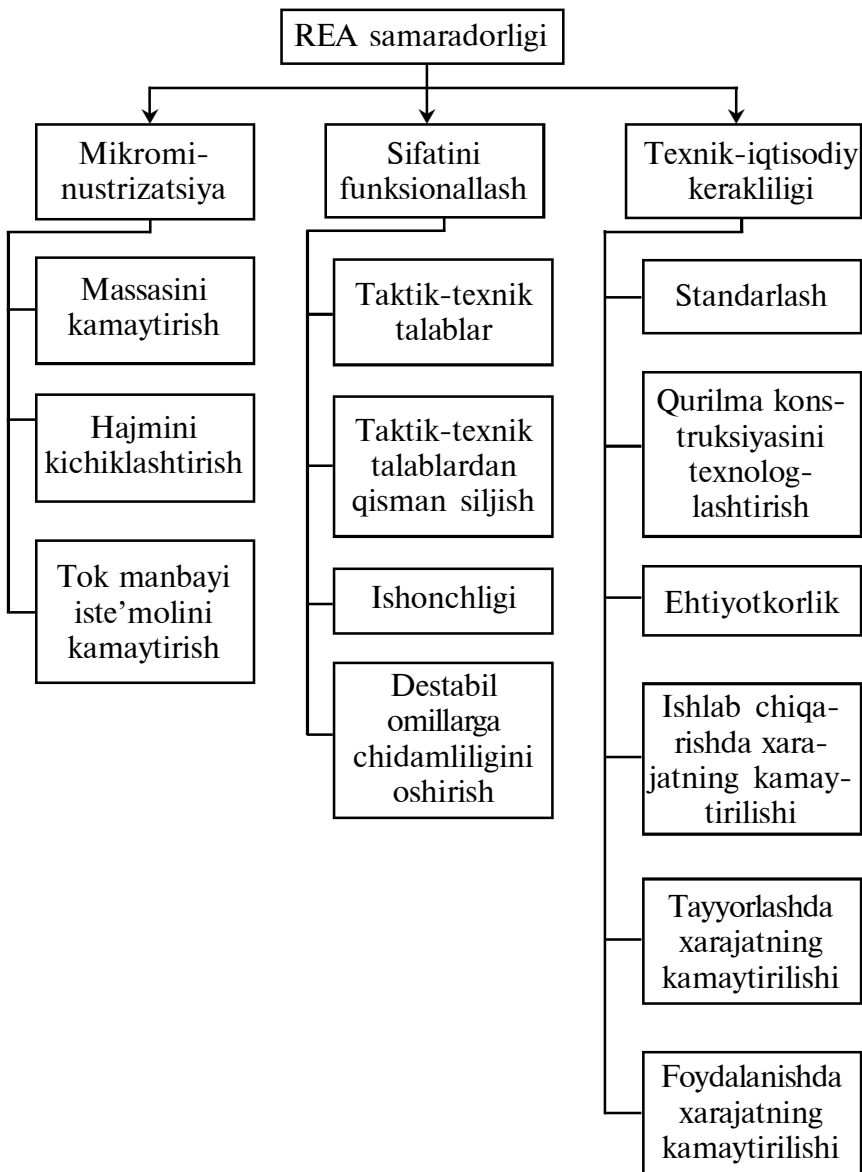 REA samaradorligi
Mikromi-
nustrizatsiya
Massasini
kamaytirish
Hajmini
kichiklashtirish
Tok manbayi
iste’molini
kamaytirish
Sifatini
funksionallash
Taktik-texnik
talablar
Taktik-texnik
talablardan
qisman siljish
Ishonchligi
Destabil
omillarga
chidamliligini
oshirish
Texnik-iqtisodiy
kerakliligi
Standarlash
Qurilma kons-
truksiyasini
texnolog-
lashtirish
Ehtiyotkorlik
Ishlab chiqa-
rishda xara-
jatning kamay-
tirilishi
Tayyorlashda
xarajatning
kamaytirilishi
Foydalanishda
xarajatning
kamaytirilishi